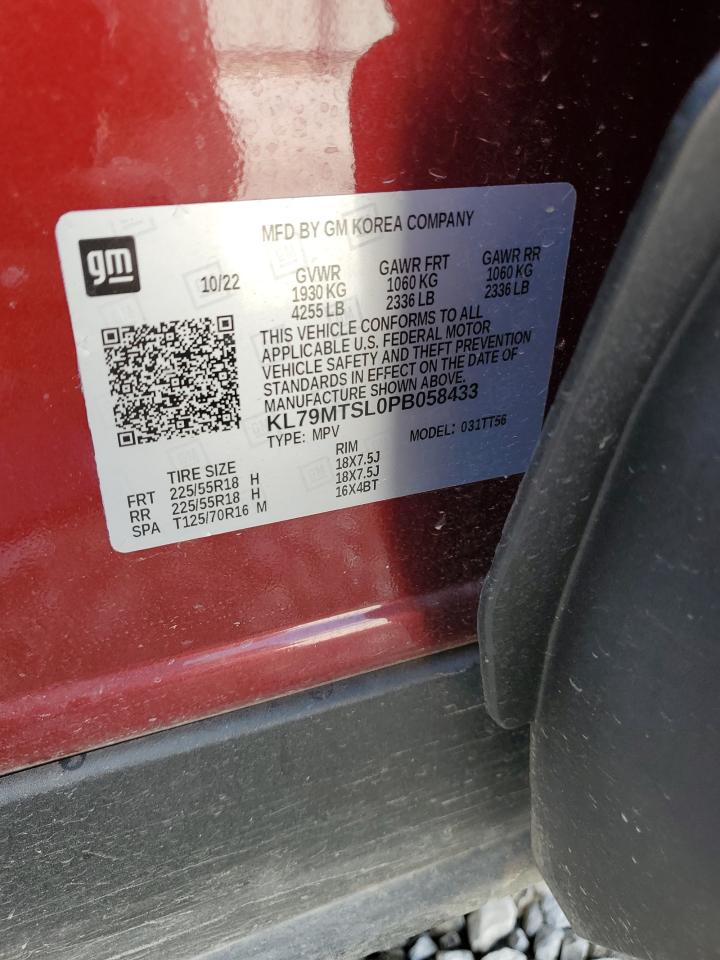 MFD BY GM KOREA COMPANY
gm
10/22
GVWR
1930 KG
4255 LB
GAWR FRT
1060 KG
2336 LB
GAWR RR
1060 KG
2336 LB
THIS VEHICLE CONFORMS TO ALL
APPLICABLE U.S. FEDERAL MOTOR
VEHICLE SAFETY AND THEFT PREVENTION
STANDARDS IN EFFECT ON THE DATE OF
MANUFACTURE SHOWN ABOVE.
KL79MTSL0PB058433
TYPE: MPV MODEL: 031TT56
TIRE SIZE RIM
FRT 225/55R18 H 18X7.5J
RR 225/55R18 H 18X7.5J
SPA T125/70R16 M 16X4BT